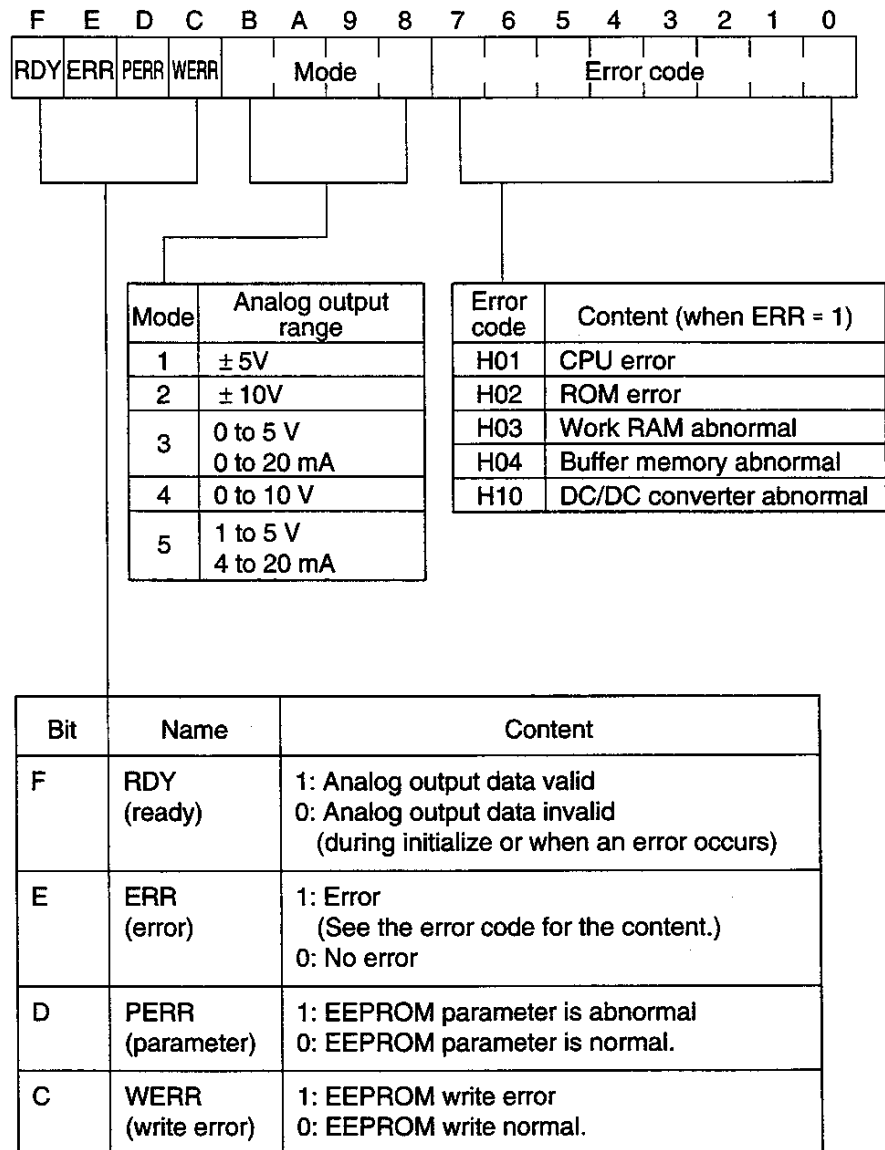 F E D C B A 9 8 7 6 5 4 3 2 1 0
RDY ERR PERR WERR Mode Error code
Mode Analog output range
1 ± 5V
2 ± 10V
3 0 to 5 V
0 to 20 mA
4 0 to 10 V
5 1 to 5 V
4 to 20 mA
Error code Content (when ERR = 1)
H01 CPU error
H02 ROM error
H03 Work RAM abnormal
H04 Buffer memory abnormal
H10 DC/DC converter abnormal
Bit Name Content
F RDY 1: Analog output data valid
(ready) 0: Analog output data invalid
(during initialize or when an error occurs)
E ERR 1: Error
(error) (See the error code for the content.)
0: No error
D PERR 1: EEPROM parameter is abnormal
(parameter) 0: EEPROM parameter is normal.
C WERR 1: EEPROM write error
(write error) 0: EEPROM write normal.